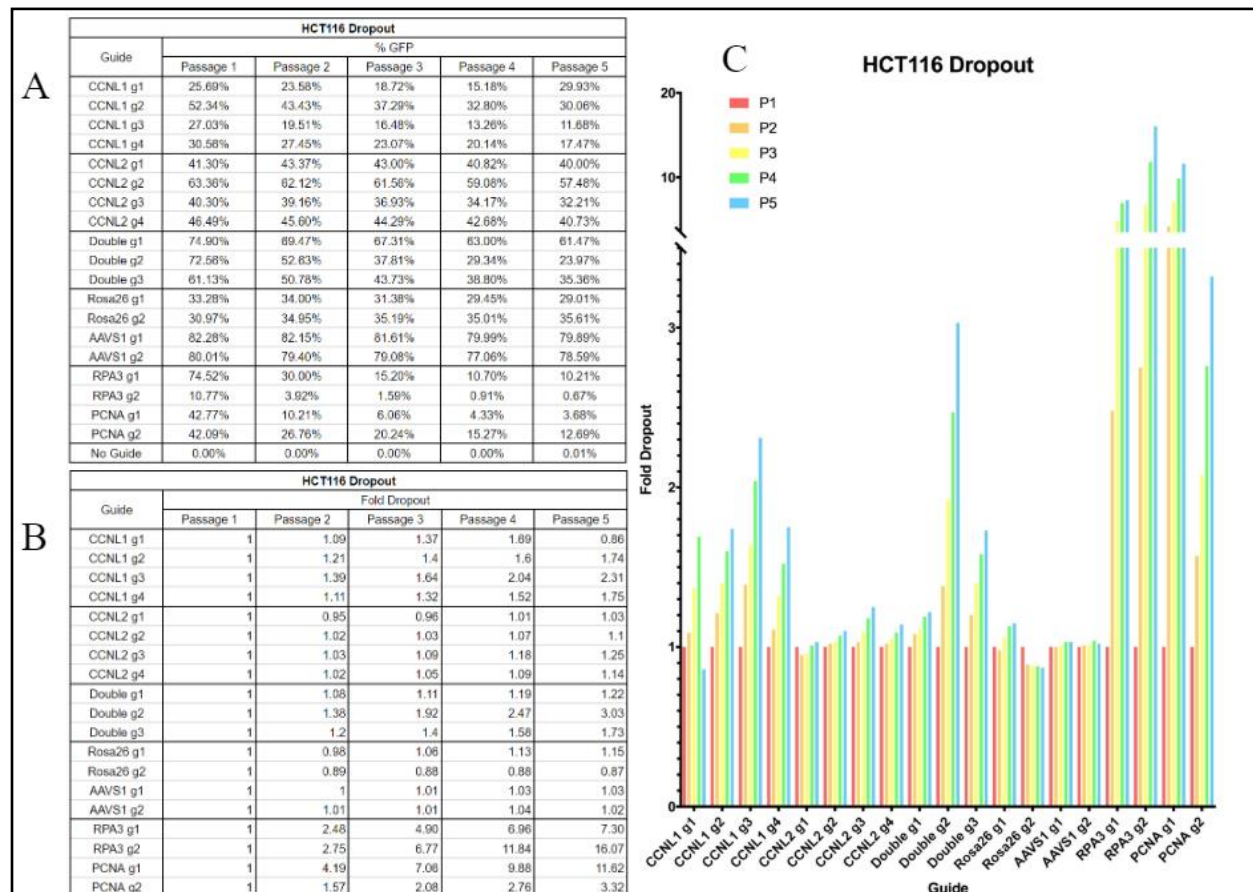 A
HCT116 Dropout
Guide % GFP
Passage 1 Passage 2 Passage 3 Passage 4 Passage 5
CCNL1 g1 25.69% 23.58% 18.72% 15.18% 29.93%
CCNL1 g2 52.34% 43.43% 37.29% 32.80% 30.06%
CCNL1 g3 27.03% 19.51% 16.48% 13.26% 11.68%
CCNL1 g4 30.56% 27.45% 23.07% 20.14% 17.47%
CCNL2 g1 41.30% 43.37% 43.00% 40.82% 40.00%
CCNL2 g2 63.36% 62.12% 61.56% 59.08% 57.48%
CCNL2 g3 40.30% 39.16% 36.93% 34.17% 32.21%
CCNL2 g4 46.49% 45.60% 44.29% 42.68% 40.73%
Double g1 74.90% 69.47% 67.31% 63.00% 61.47%
Double g2 72.56% 52.63% 37.81% 29.34% 23.97%
Double g3 61.13% 50.78% 43.73% 38.80% 35.36%
Rosa26 g1 33.28% 34.00% 31.38% 29.45% 29.01%
Rosa26 g2 30.97% 34.95% 35.19% 35.01% 35.61%
AAVS1 g1 82.28% 82.15% 81.61% 79.99% 79.89%
AAVS1 g2 80.01% 79.40% 79.08% 77.06% 78.59%
RPA3 g1 74.52% 30.00% 15.20% 10.70% 10.21%
RPA3 g2 10.77% 3.92% 1.59% 0.91% 0.67%
PCNA g1 42.77% 10.21% 6.06% 4.33% 3.68%
PCNA g2 42.09% 26.76% 20.24% 15.27% 12.69%
No Guide 0.00% 0.00% 0.00% 0.00% 0.01%
B
HCT116 Dropout
Guide Fold Dropout
Passage 1 Passage 2 Passage 3 Passage 4 Passage 5
CCNL1 g1 1 1.09 1.37 1.69 0.86
CCNL1 g2 1 1.21 1.4 1.6 1.74
CCNL1 g3 1 1.39 1.64 2.04 2.31
CCNL1 g4 1 1.11 1.32 1.52 1.75
CCNL2 g1 1 0.95 0.96 1.01 1.03
CCNL2 g2 1 1.02 1.03 1.07 1.1
CCNL2 g3 1 1.03 1.09 1.18 1.25
CCNL2 g4 1 1.02 1.05 1.09 1.14
Double g1 1 1.08 1.11 1.19 1.22
Double g2 1 1.38 1.92 2.47 3.03
Double g3 1 1.2 1.4 1.58 1.73
Rosa26 g1 1 0.98 1.06 1.13 1.15
Rosa26 g2 1 0.89 0.88 0.88 0.87
AAVS1 g1 1 1 1.01 1.03 1.03
AAVS1 g2 1 1.01 1.01 1.04 1.02
RPA3 g1 1 2.48 4.90 6.96 7.30
RPA3 g2 1 2.75 6.77 11.84 16.07
PCNA g1 1 4.19 7.06 9.88 11.62
PCNA g2 1 1.57 2.08 2.76 3.32
C
HCT116 Dropout
P1
P2
P3
P4
P5
20
10
3
2
1
0
Fold Dropout
CCNL1 g1
CCNL1 g2
CCNL1 g3
CCNL1 g4
CCNL2 g1
CCNL2 g2
CCNL2 g3
CCNL2 g4
Double g1
Double g2
Double g3
Rosa26 g1
Rosa26 g2
AAVS1 g1
AAVS1 g2
RPA3 g1
RPA3 g2
PCNA g1
PCNA g2
Guide